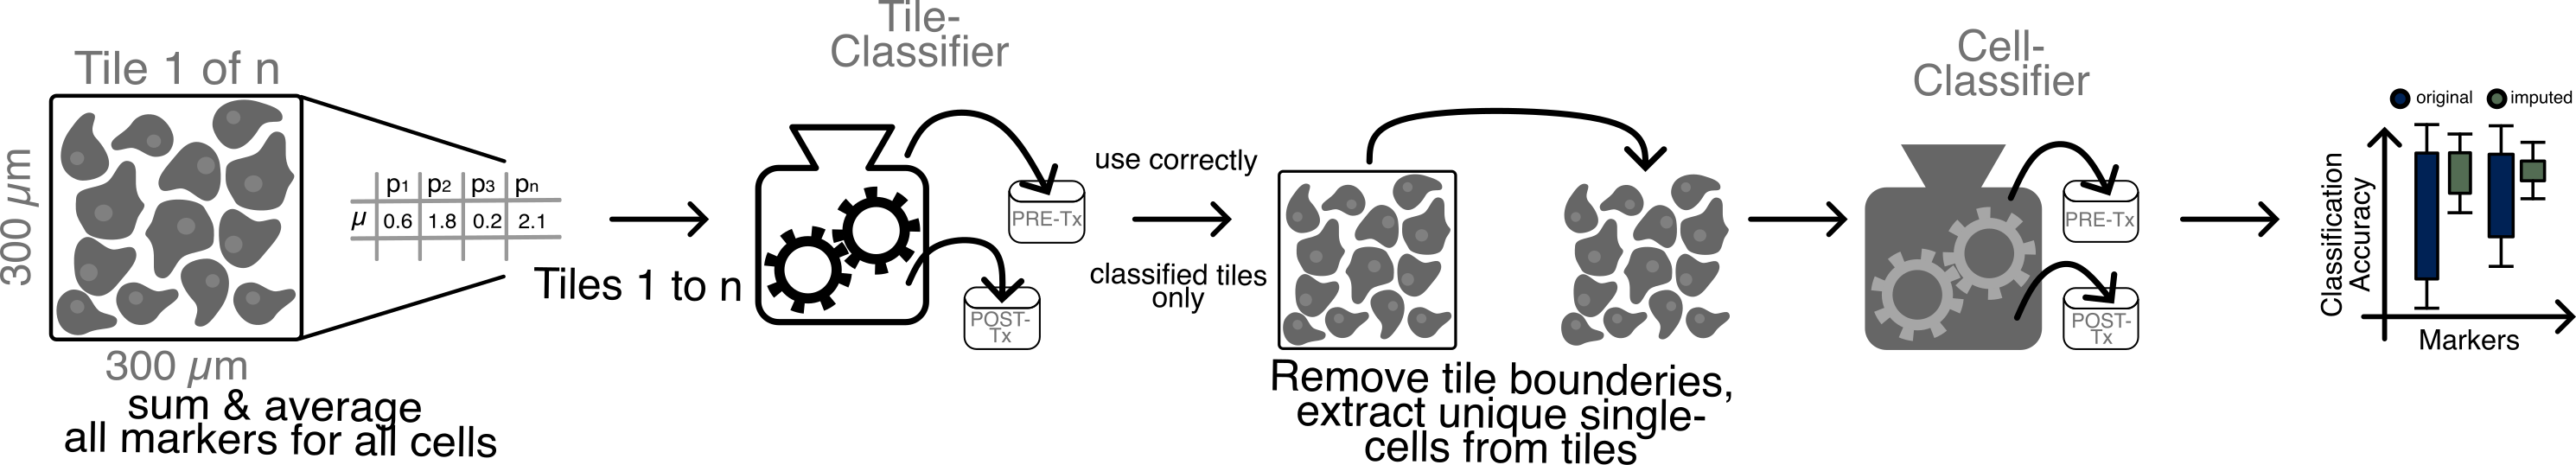 Tile 1 of n
300 µm
300 µm
sum & average
all markers for all cells
p1 p2 p3 pn
µ 0.6 1.8 0.2 2.1
Tiles 1 to n
Tile-
Classifier
PRE-Tx
POST-
Tx
use correctly
classified tiles
only
Remove tile bounderies,
extract unique single-
cells from tiles
Cell-
Classifier
PRE-Tx
POST-
Tx
original imputed
Classification
Accuracy
Markers